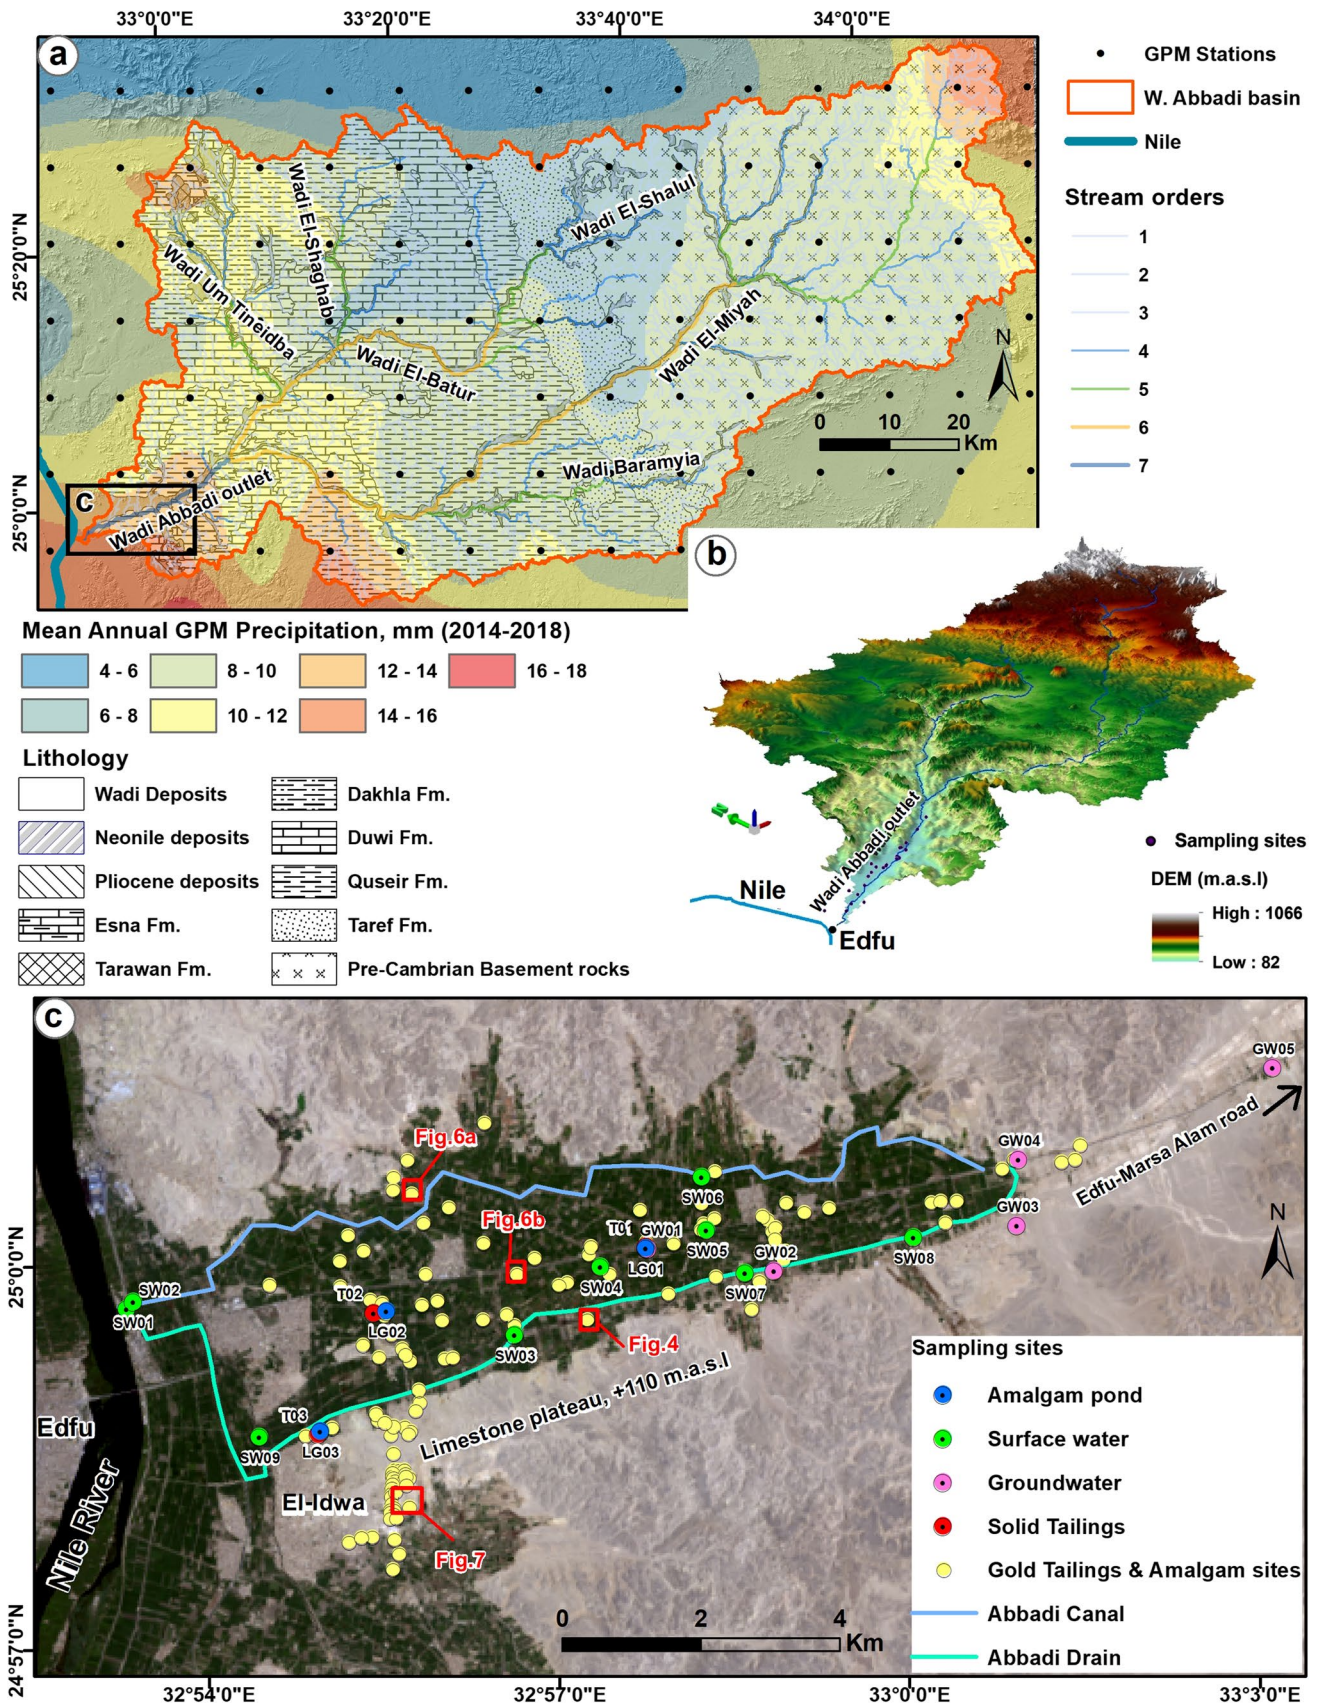 33°0'0"E
33°20'0"E
33°40'0"E
34°0'0"E
a
25°20'0"N
25°0'0"N
Wadi El-Shaghab
Wadi Um Tineidba
Wadi El-Shalul
Wadi El-Batur
Wadi El-Miyah
Wadi Baramyia
Wadi Abbadi outlet
C
N
0 10 20
Km
GPM Stations
W. Abbadi basin
Nile
Stream orders
1
2
3
4
5
6
7
Mean Annual GPM Precipitation, mm (2014-2018)
4 - 6
8 - 10
12 - 14
16 - 18
6 - 8
10 - 12
14 - 16
Lithology
Wadi Deposits
Dakhla Fm.
Neonile deposits
Duwi Fm.
Pliocene deposits
Quseir Fm.
Esna Fm.
Taref Fm.
Tarawan Fm.
Pre-Cambrian Basement rocks
b
N
Wadi Abbadi outlet
Nile
Edfu
Sampling sites
DEM (m.a.s.l)
High : 1066
Low : 82
c
GW05
Edfu-Marsa Alam road
GW04
GW03
Fig.6a
SW06
Fig.6b
T01
GW01
SW05
GW02
LG01
SW08
N
SW02
SW01
T02
SW04
SW07
LG02
SW03
Fig.4
Limestone plateau, +110 m.a.s.l
T03
LG03
SW09
Edfu
Nile River
El-Idwa
Fig.7
0 2 4
Km
Sampling sites
Amalgam pond
Surface water
Groundwater
Solid Tailings
Gold Tailings & Amalgam sites
Abbadi Canal
Abbadi Drain
25°0'0"N
24°57'0"N
32°54'0"E
32°57'0"E
33°0'0"E
33°3'0"E